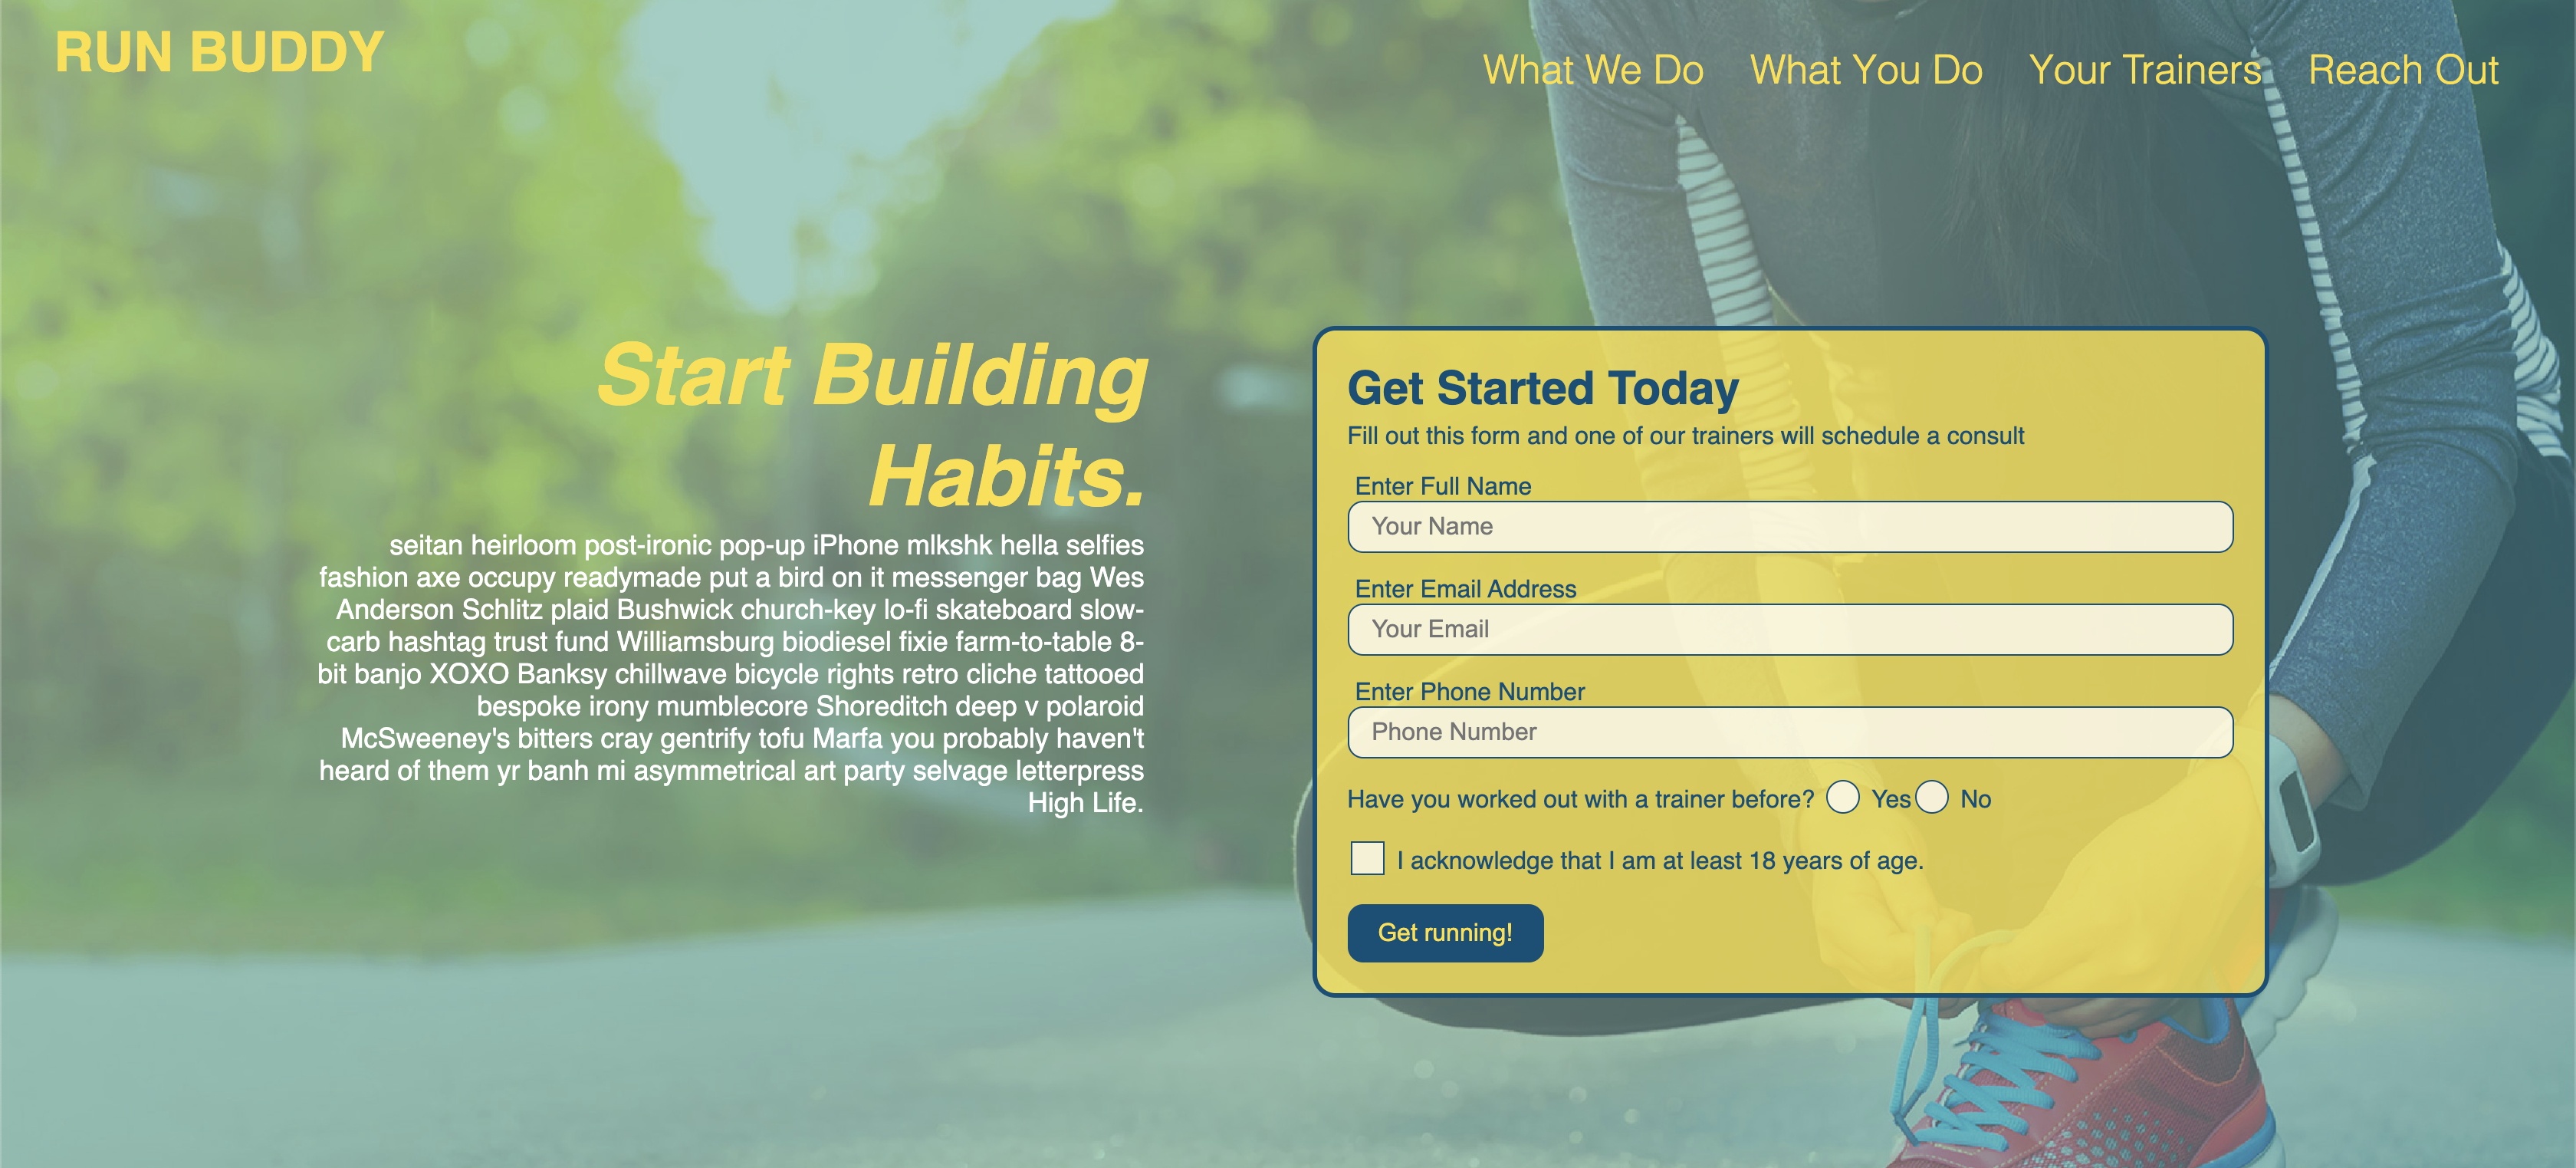 RUN BUDDY
What We Do What You Do Your Trainers Reach Out
Start Building
Habits.
seitan heirloom post-ironic pop-up iPhone mlkshk hella selfies
fashion axe occupy readymade put a bird on it messenger bag Wes
Anderson Schlitz plaid Bushwick church-key lo-fi skateboard slow-
carb hashtag trust fund Williamsburg biodiesel fixie farm-to-table 8-
bit banjo XOXO Banksy chillwave bicycle rights retro cliche tattooed
bespoke irony mumblecore Shoreditch deep v polaroid
McSweeney's bitters cray gentrify tofu Marfa you probably haven't
heard of them yr banh mi asymmetrical art party selvage letterpress
High Life.
Get Started Today
Fill out this form and one of our trainers will schedule a consult
Enter Full Name
Your Name
Enter Email Address
Your Email
Enter Phone Number
Phone Number
Have you worked out with a trainer before? Yes No
I acknowledge that I am at least 18 years of age.
Get running!